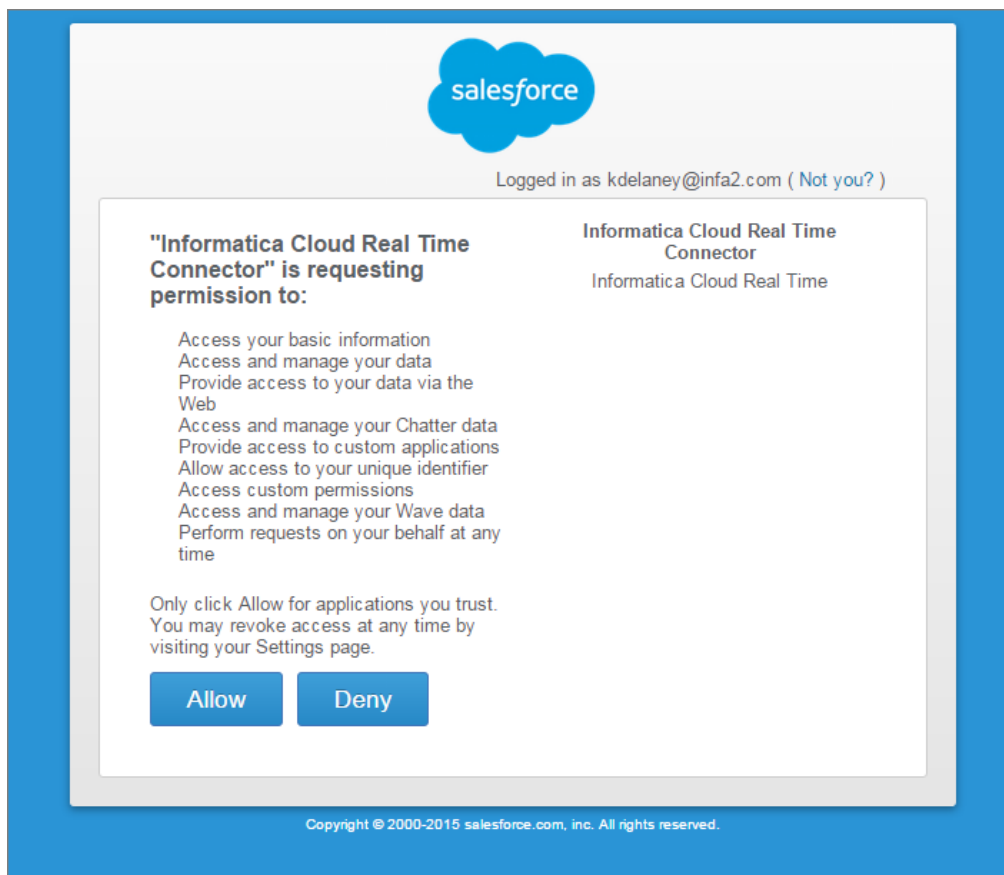 salesforce
Logged in as kdelaney@infa2.com ( Not you? )
"Informatica Cloud Real Time
Connector" is requesting
permission to:
Access your basic information
Access and manage your data
Provide access to your data via the
Web
Access and manage your Chatter data
Provide access to custom applications
Allow access to your unique identifier
Access custom permissions
Access and manage your Wave data
Perform requests on your behalf at any
time
Only click Allow for applications you trust.
You may revoke access at any time by
visiting your Settings page.
Allow Deny
Informatica Cloud Real Time
Connector
Informatica Cloud Real Time
Copyright © 2000-2015 salesforce.com, inc. All rights reserved.